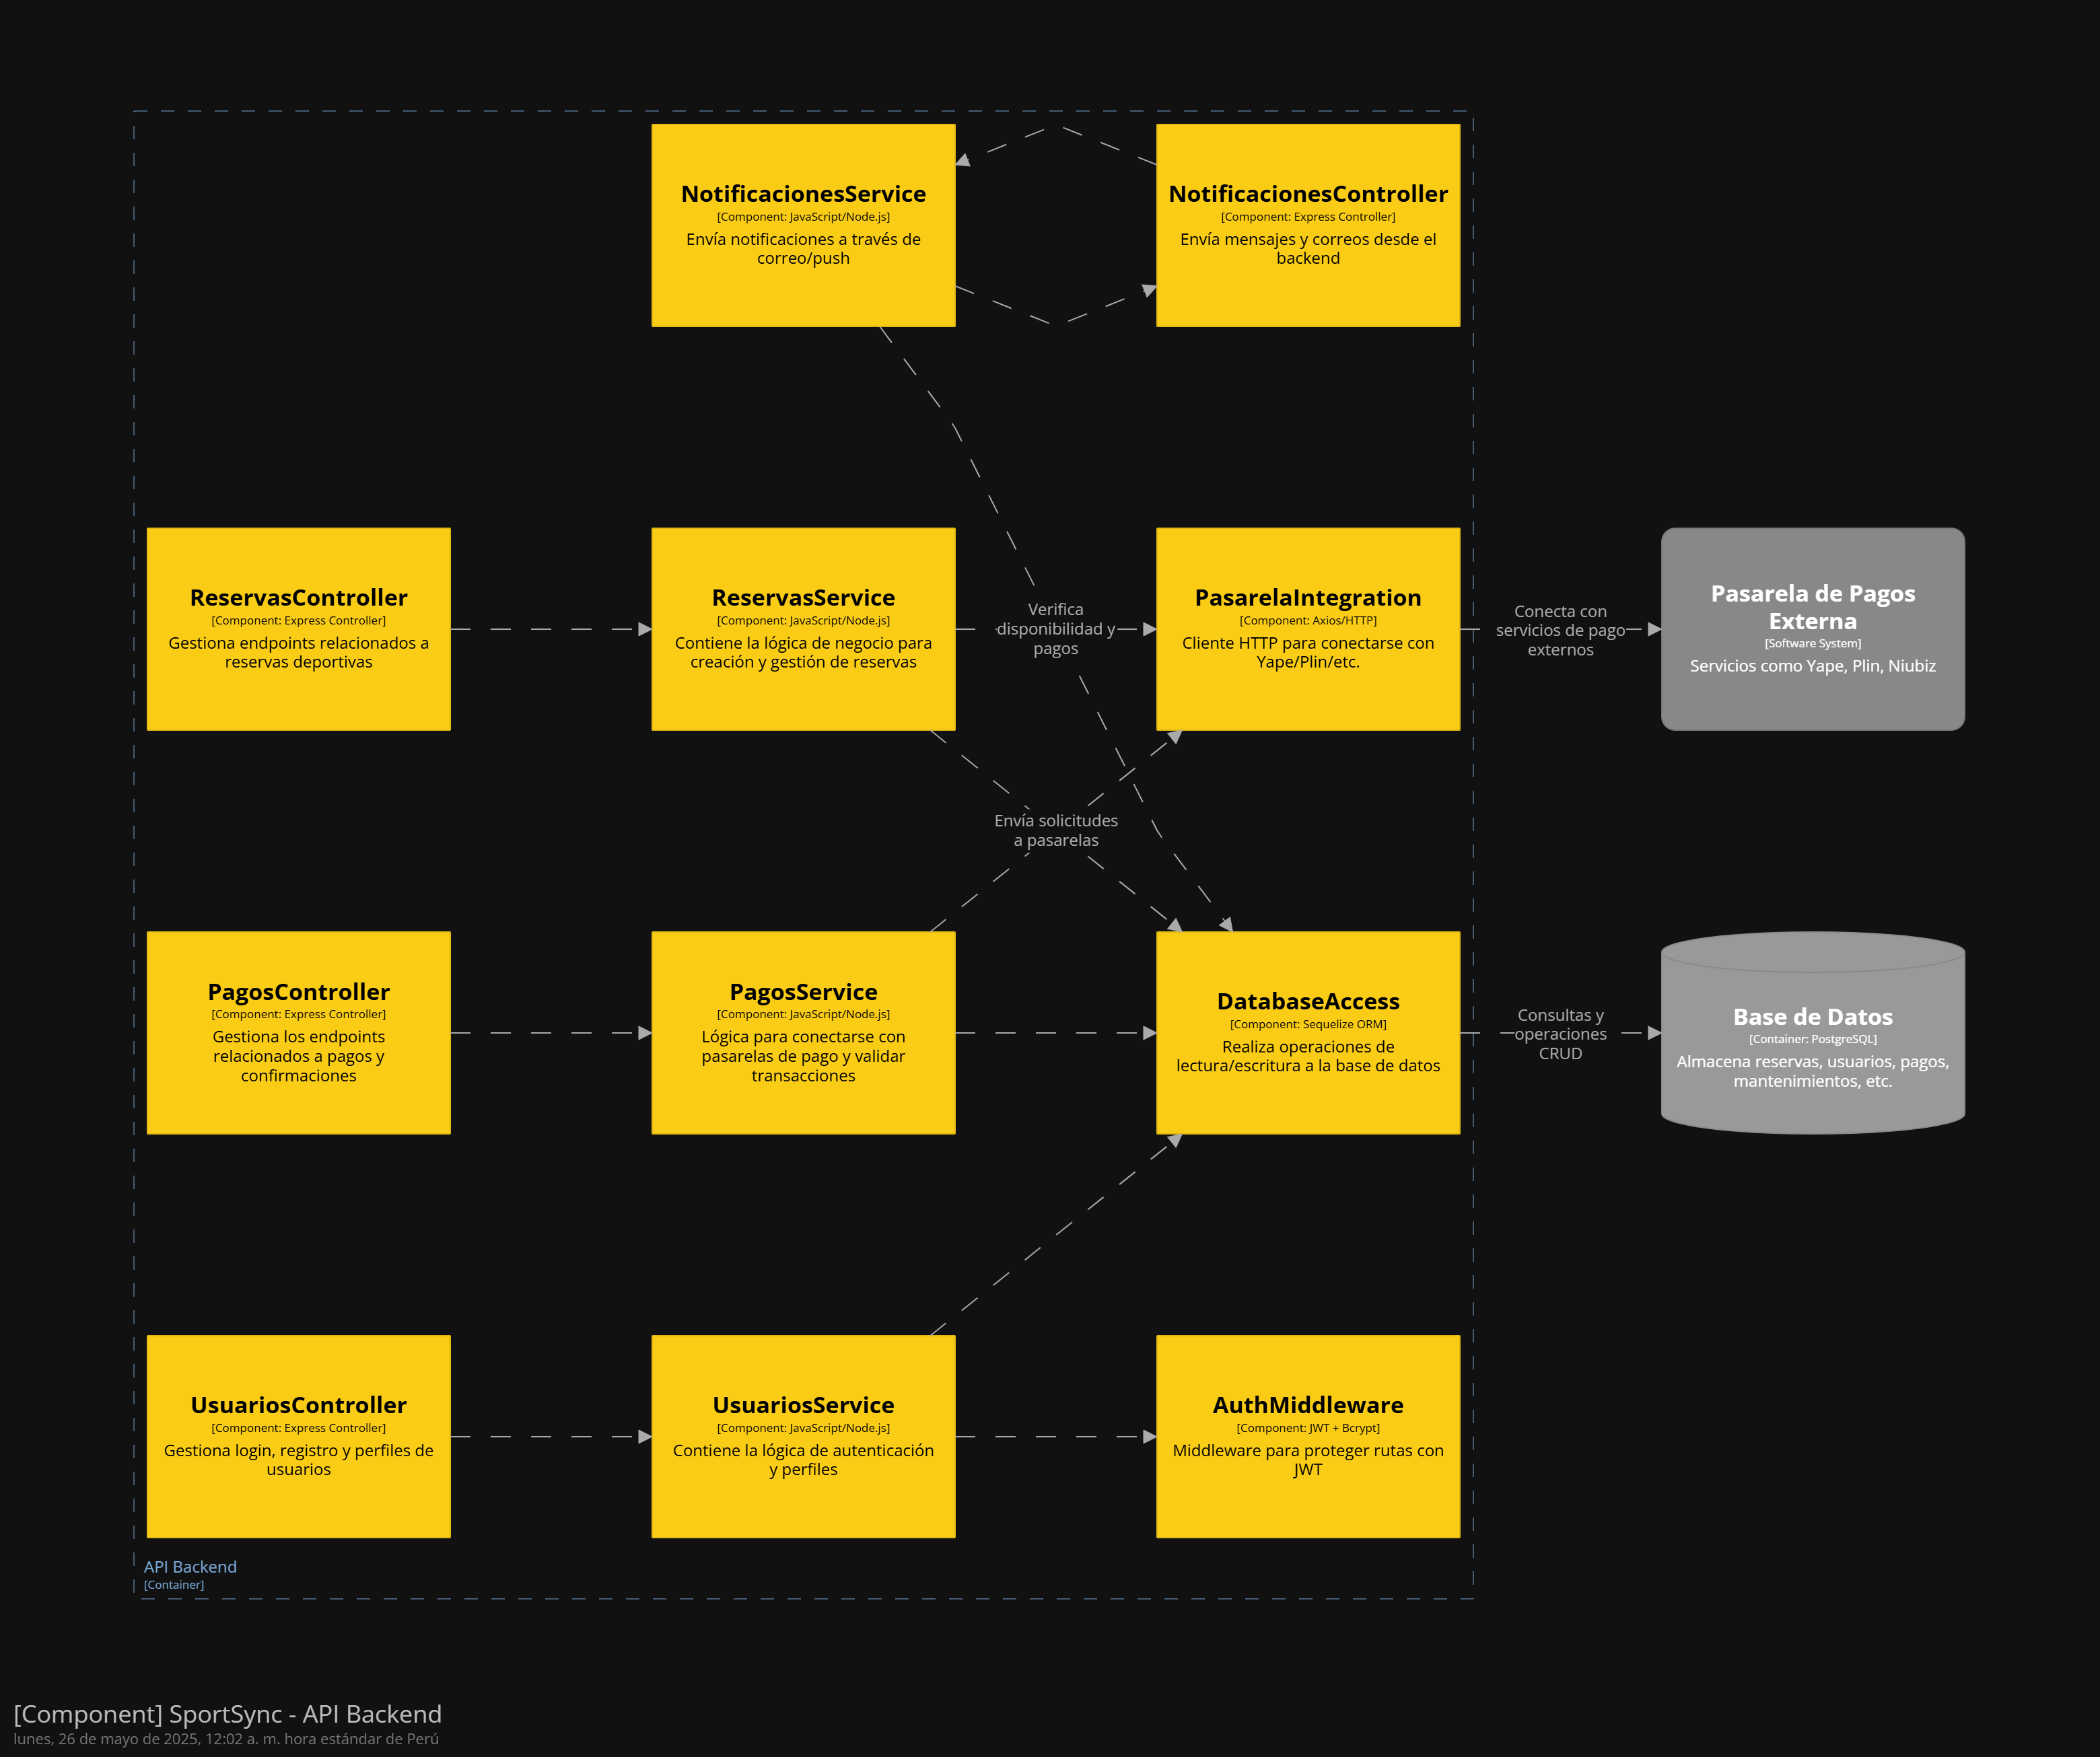 NotificacionesService
[Component: JavaScript/Node.js]
Envía notificaciones a través de
correo/push
NotificacionesController
[Component: Express Controller]
Envía mensajes y correos desde el
backend
ReservasController
[Component: Express Controller]
Gestiona endpoints relacionados a
reservas deportivas
ReservasService
[Component: JavaScript/Node.js]
Contiene la lógica de negocio para
creación y gestión de reservas
Verifica
disponibilidad y
pagos
PasarelaIntegration
[Component: Axios/HTTP]
Cliente HTTP para conectarse con
Yape/Plin/etc.
Conecta con
servicios de pago
externos
Pasarela de Pagos
Externa
[Software System]
Servicios como Yape, Plin, Niubiz
Envía solicitudes
a pasarelas
PagosController
[Component: Express Controller]
Gestiona los endpoints
relacionados a pagos y
confirmaciones
PagosService
[Component: JavaScript/Node.js]
Lógica para conectarse con
pasarelas de pago y validar
transacciones
DatabaseAccess
[Component: Sequelize ORM]
Realiza operaciones de
lectura/escritura a la base de datos
Consultas y
operaciones
CRUD
Base de Datos
[Container: PostgreSQL]
Almacena reservas, usuarios, pagos,
mantenimientos, etc.
UsuariosController
[Component: Express Controller]
Gestiona login, registro y perfiles de
usuarios
UsuariosService
[Component: JavaScript/Node.js]
Contiene la lógica de autenticación
y perfiles
AuthMiddleware
[Component: JWT + Bcrypt]
Middleware para proteger rutas con
JWT
API Backend
[Container]
[Component] SportSync - API Backend
lunes, 26 de mayo de 2025, 12:02 a. m. hora estándar de Perú